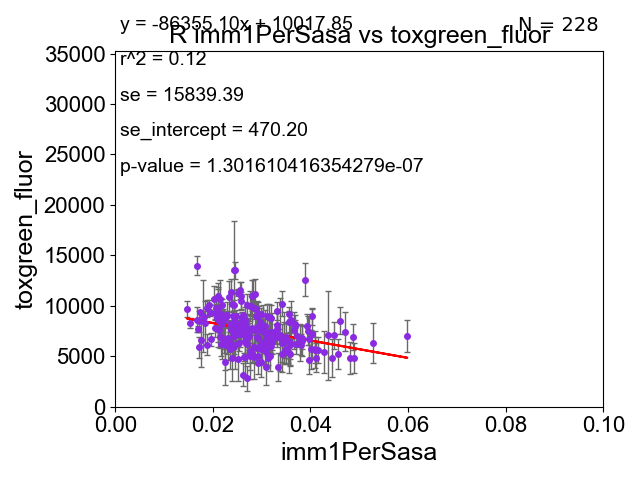 y = -86355.10x + 10017.85
N = 228
R imm1PerSasa vs toxgreen_fluor
r^2 = 0.12
se = 15839.39
se_intercept = 470.20
p-value = 1.301610416354279e-07
35000
30000
25000
20000
15000
10000
5000
0
toxgreen_fluor
0.00 0.02 0.04 0.06 0.08 0.10
imm1PerSasa